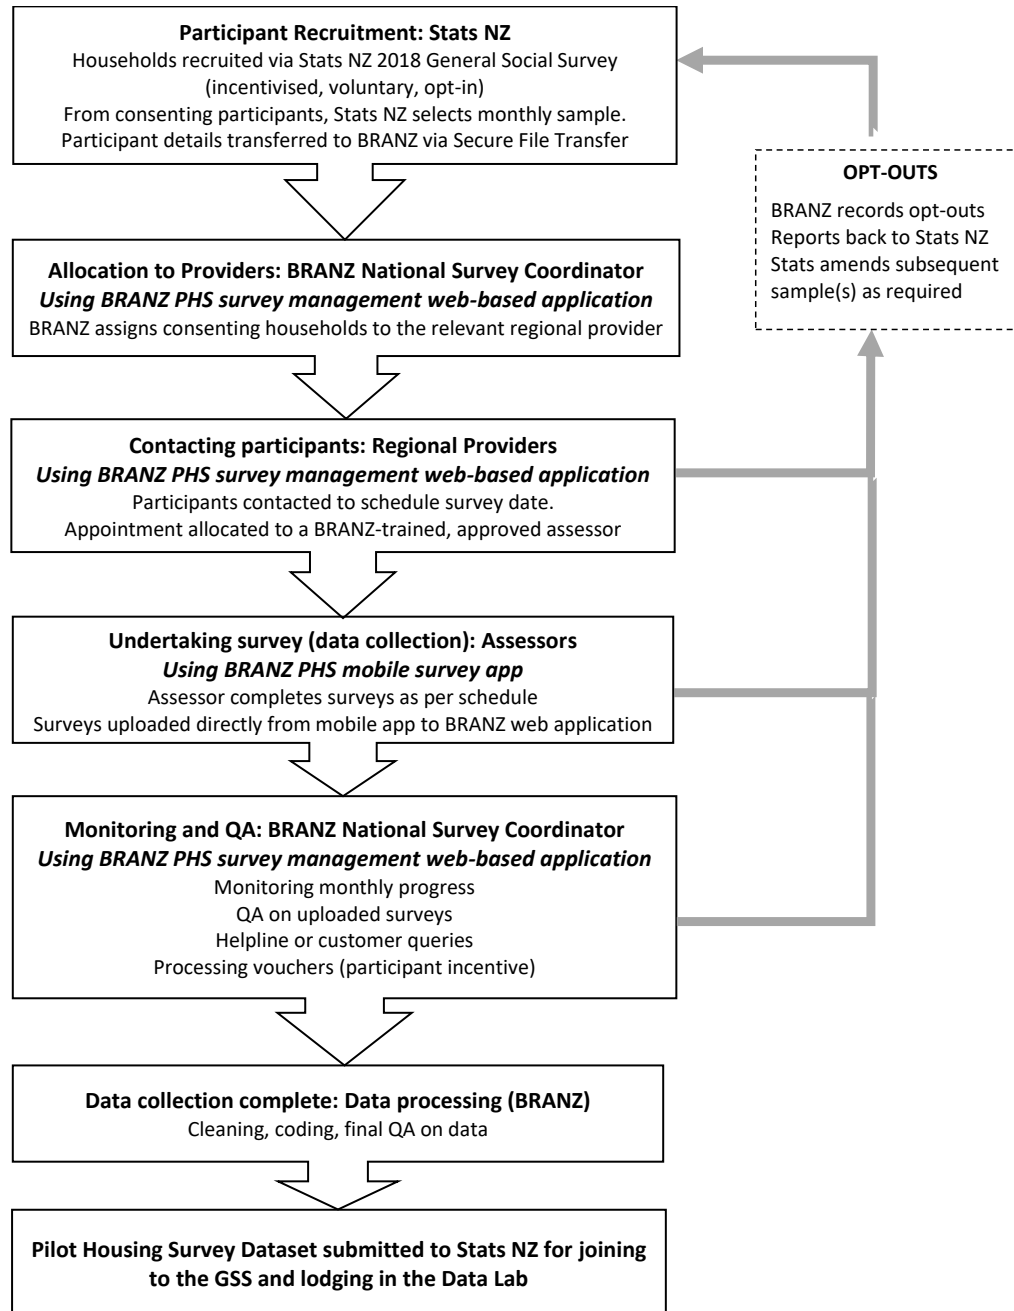 Participant Recruitment: Stats NZ
Households recruited via Stats NZ 2018 General Social Survey
(incentivised, voluntary, opt-in)
From consenting participants, Stats NZ selects monthly sample.
Participant details transferred to BRANZ via Secure File Transfer
OPT-OUTS
BRANZ records opt-outs
Reports back to Stats NZ
Stats amends subsequent
sample(s) as required
Allocation to Providers: BRANZ National Survey Coordinator
Using BRANZ PHS survey management web-based application
BRANZ assigns consenting households to the relevant regional provider
Contacting participants: Regional Providers
Using BRANZ PHS survey management web-based application
Participants contacted to schedule survey date.
Appointment allocated to a BRANZ-trained, approved assessor
Undertaking survey (data collection): Assessors
Using BRANZ PHS mobile survey app
Assessor completes surveys as per schedule
Surveys uploaded directly from mobile app to BRANZ web application
Monitoring and QA: BRANZ National Survey Coordinator
Using BRANZ PHS survey management web-based application
Monitoring monthly progress
QA on uploaded surveys
Helpline or customer queries
Processing vouchers (participant incentive)
Data collection complete: Data processing (BRANZ)
Cleaning, coding, final QA on data
Pilot Housing Survey Dataset submitted to Stats NZ for joining
to the GSS and lodging in the Data Lab